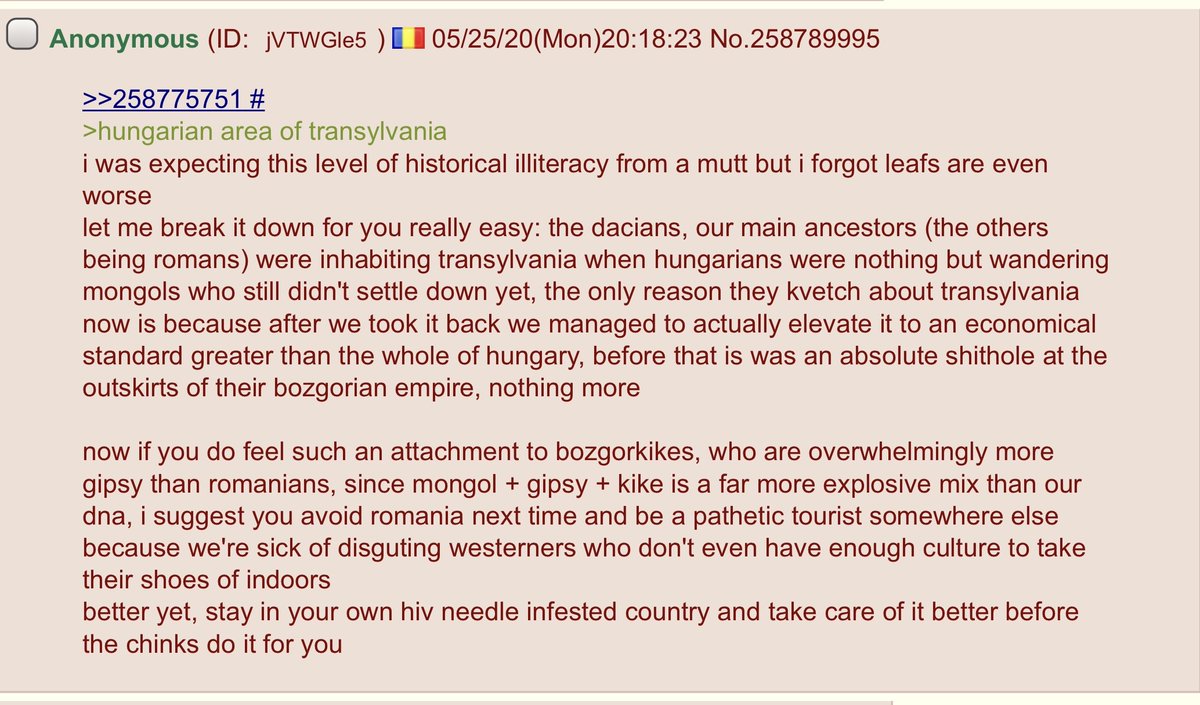 Anonymous (ID: jVTWGle5 ) 05/25/20(Mon)20:18:23 No.258789995
>>258775751 #
>hungarian area of transylvania
i was expecting this level of historical illiteracy from a mutt but i forgot leafs are even
worse
let me break it down for you really easy: the dacians, our main ancestors (the others
being romans) were inhabiting transylvania when hungarians were nothing but wandering
mongols who still didn't settle down yet, the only reason they kvetch about transylvania
now is because after we took it back we managed to actually elevate it to an economical
standard greater than the whole of hungary, before that is was an absolute shithole at the
outskirts of their bozgorian empire, nothing more
now if you do feel such an attachment to bozgorkikes, who are overwhelmingly more
gipsy than romanians, since mongol + gipsy + kike is a far more explosive mix than our
dna, i suggest you avoid romania next time and be a pathetic tourist somewhere else
because we're sick of disguting westerners who don't even have enough culture to take
their shoes of indoors
better yet, stay in your own hiv needle infested country and take care of it better before
the chinks do it for you